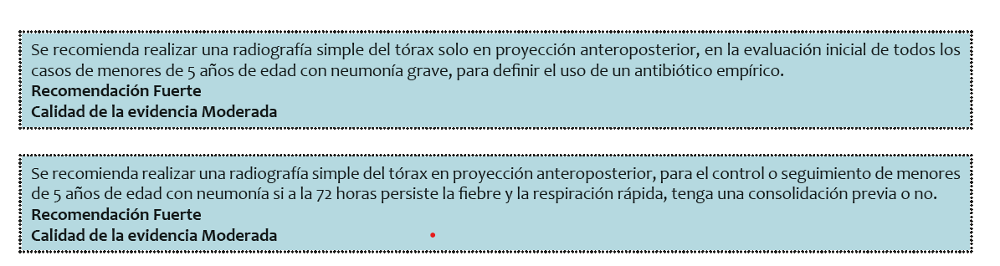 Se recomienda realizar una radiografía simple del tórax solo en proyección anteroposterior, en la evaluación inicial de todos los
casos de menores de 5 años de edad con neumonía grave, para definir el uso de un antibiótico empírico.
Recomendación Fuerte
Calidad de la evidencia Moderada
Se recomienda realizar una radiografía simple del tórax en proyección anteroposterior, para el control o seguimiento de menores
de 5 años de edad con neumonía si a la 72 horas persiste la fiebre y la respiración rápida, tenga una consolidación previa o no.
Recomendación Fuerte
Calidad de la evidencia Moderada